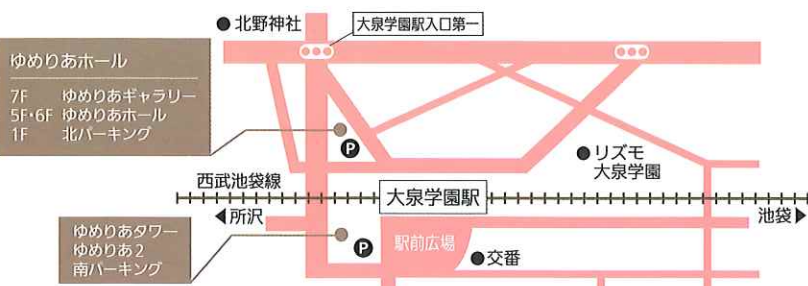 北野神社
大泉学園駅入口第一
ゆめりあホール
7F ゆめりあギャラリー
5F・6F ゆめりあホール
1F 北パーキング
P
リズモ
大泉学園
西武池袋線
大泉学園駅
所沢
池袋
ゆめりあタワー
ゆめりあ2
南パーキング
P
駅前広場
交番